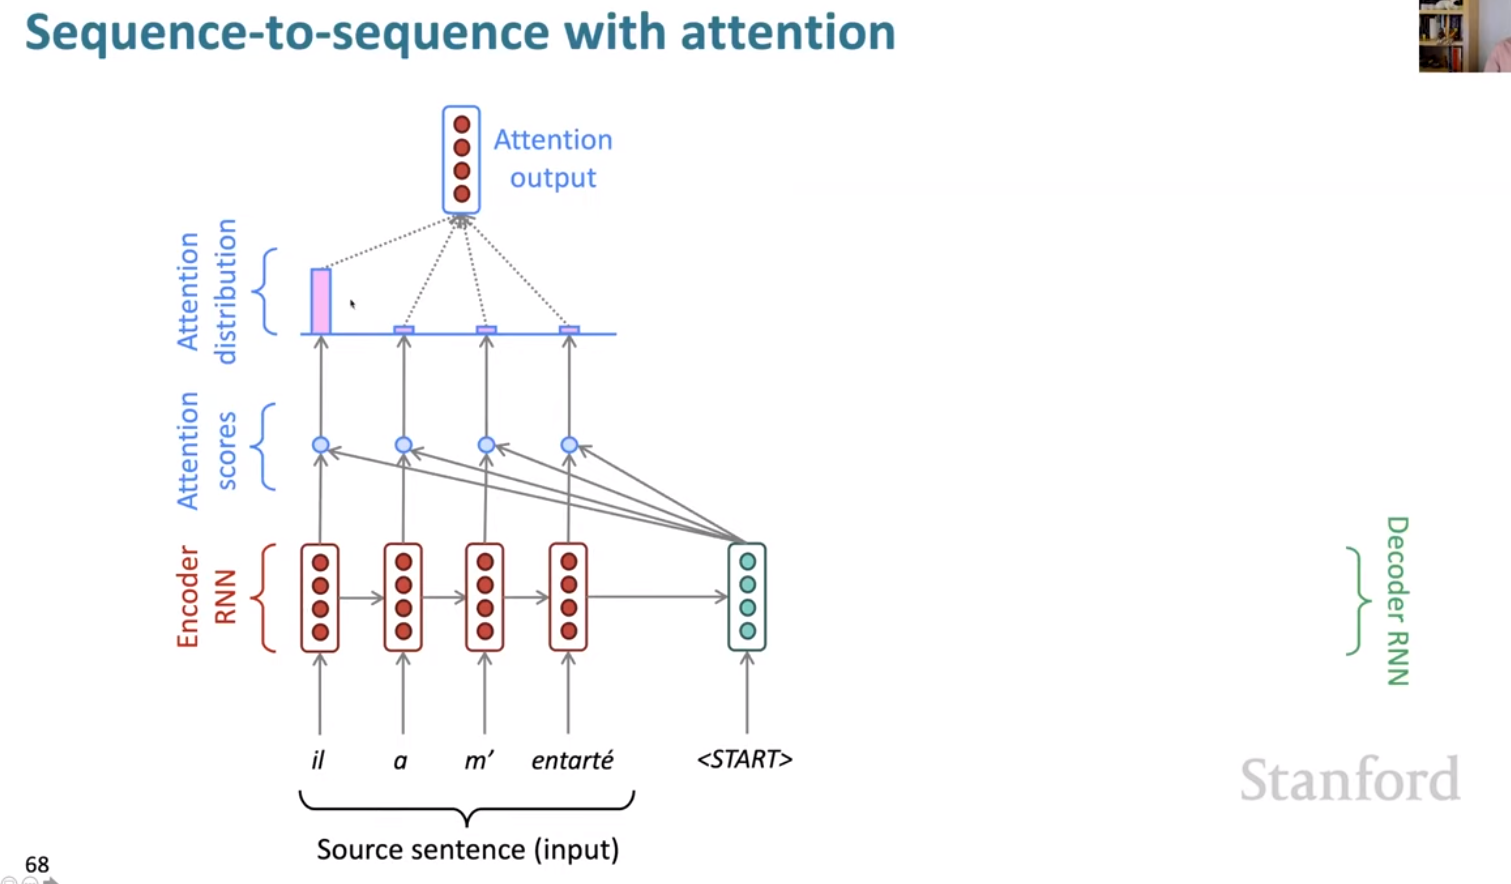 Sequence-to-sequence with attention
Attention
output
Attention
distribution
Attention
scores
Encoder
RNN
Decoder RNN
il a m’ entarté <START>
Source sentence (input)
Stanford
68